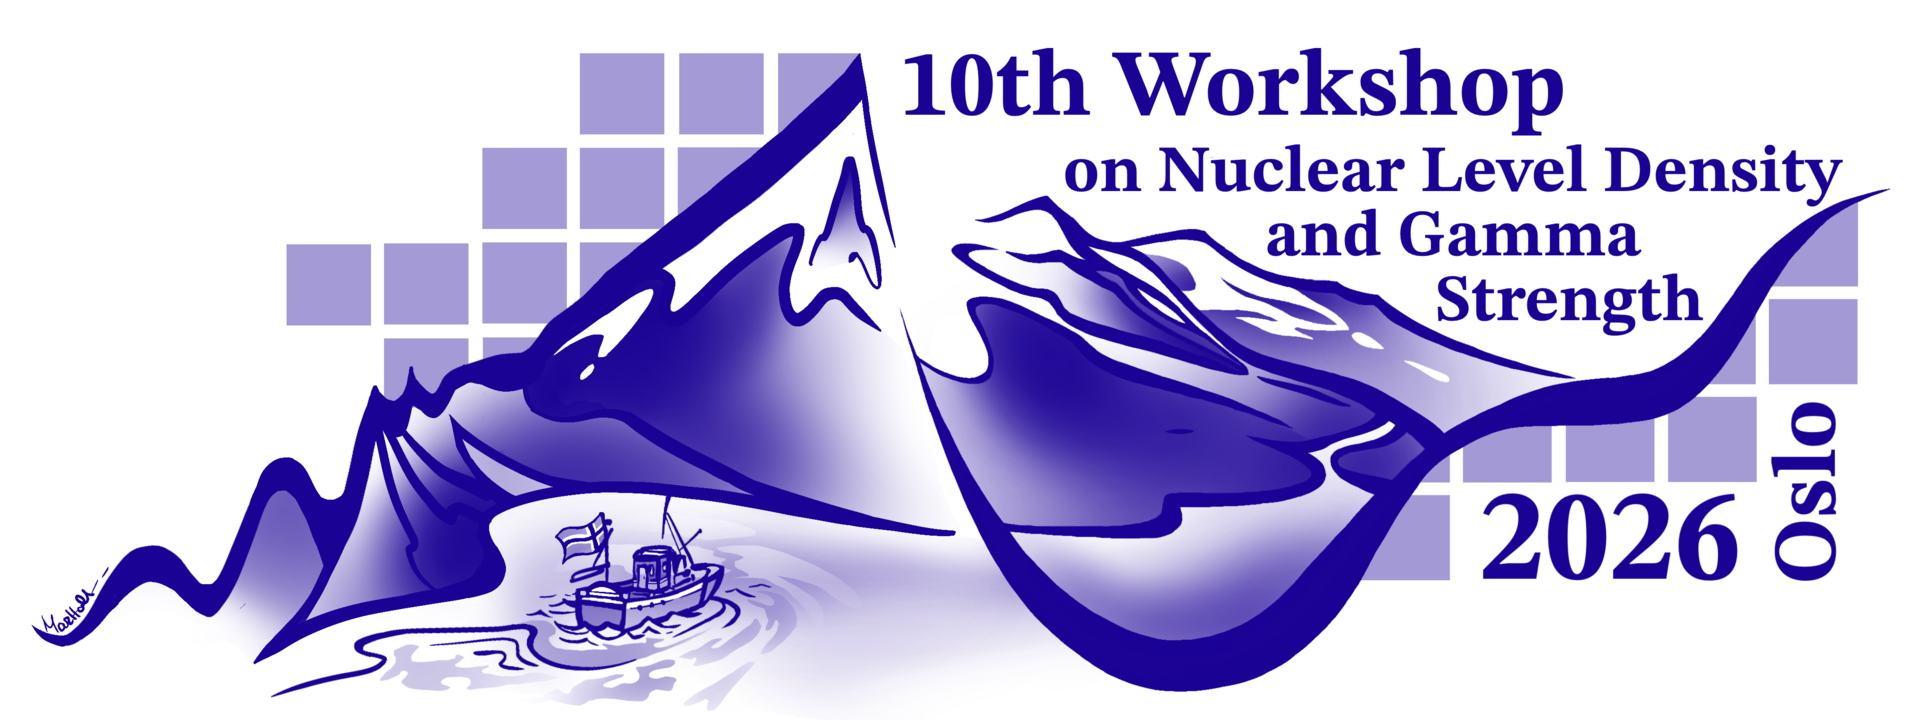 10th Workshop
on Nuclear Level Density
and Gamma
Strength
2026
Oslo